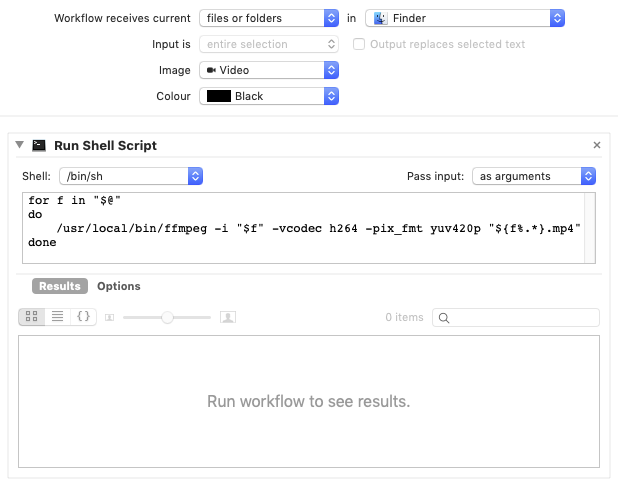 Workflow receives current files or folders in Finder
Input is entire selection Output replaces selected text
Image Video
Colour Black
Run Shell Script ×
Shell: /bin/sh Pass input: as arguments
for f in "$@"
do
    /usr/local/bin/ffmpeg -i "$f" -vcodec h264 -pix_fmt yuv420p "${f%.*}.mp4"
done
Results Options
{} 0 items
Run workflow to see results.